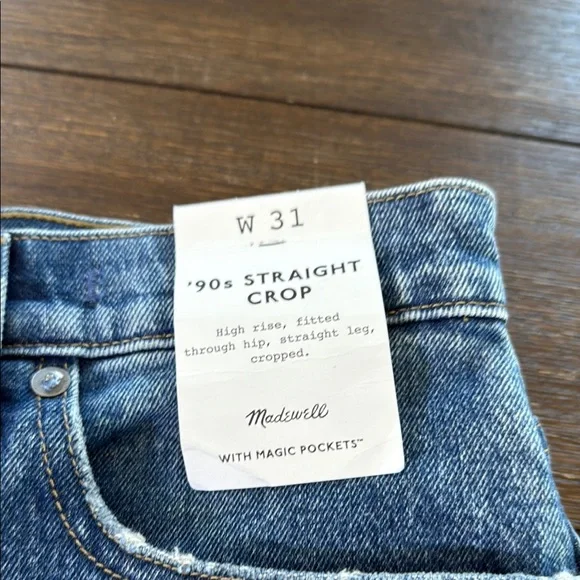 W 31
'90s STRAIGHT
CROP
High rise, fitted
through hip, straight leg,
cropped.
Madewell
WITH MAGIC POCKETS™